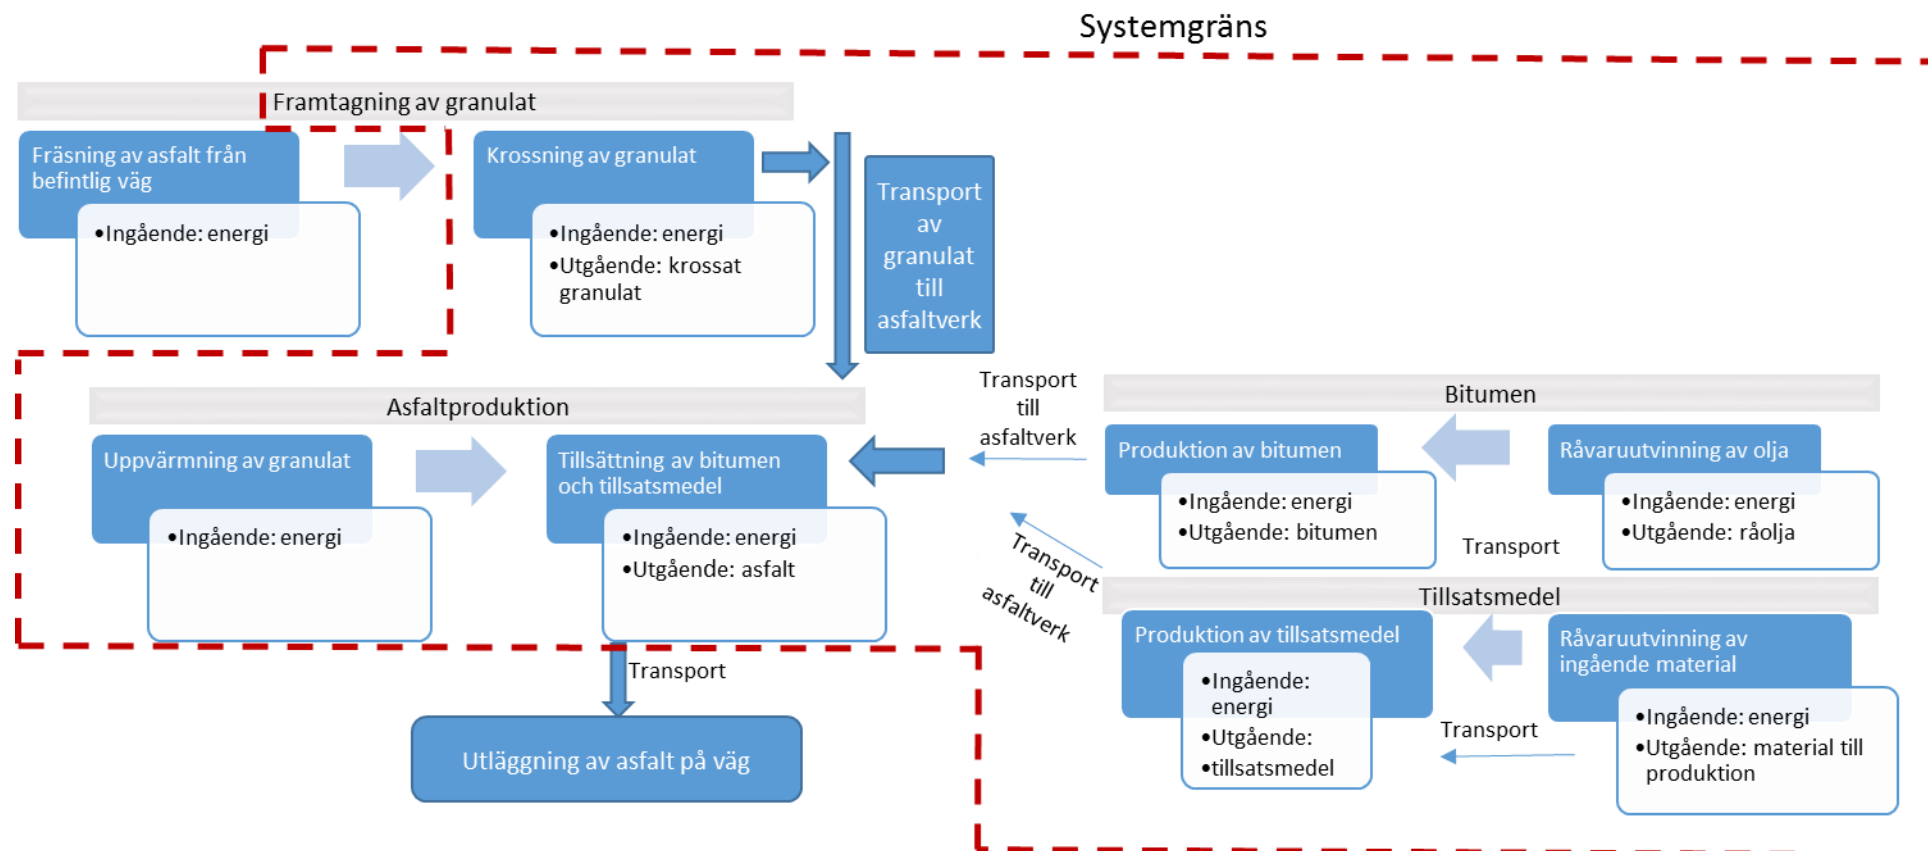 Systemgräns
Framtagning av granulat
Fräsning av asfalt från
befintlig väg
•Ingående: energi
Krossning av granulat
•Ingående: energi
•Utgående: krossat
granulat
Transport
av
granulat
till
asfaltverk
Asfaltproduktion
Uppvärmning av granulat
•Ingående: energi
Tillsättning av bitumen
och tillsatsmedel
•Ingående: energi
•Utgående: asfalt
Transport
till
asfaltverk
Bitumen
Produktion av bitumen
•Ingående: energi
•Utgående: bitumen
Råvaruutvinning av olja
•Ingående: energi
•Utgående: råolja
Transport
Transport
till
asfaltverk
Tillsatsmedel
Produktion av tillsatsmedel
•Ingående:
energi
•Utgående:
•tillsatsmedel
Råvaruutvinning av
ingående material
•Ingående: energi
•Utgående: material till
produktion
Transport
Transport
Utläggning av asfalt på väg